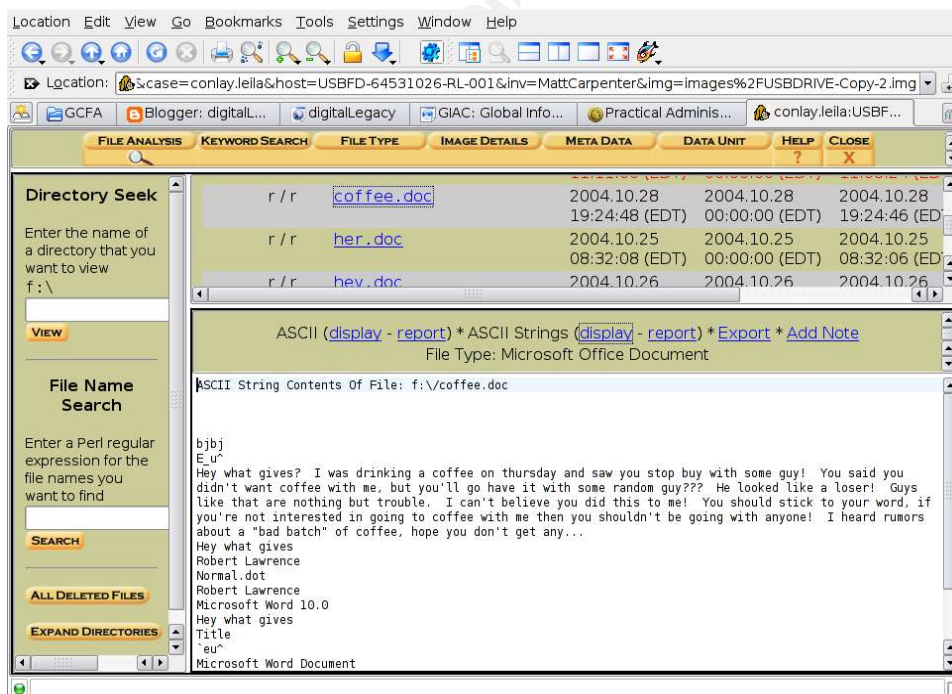 Location Edit View Go Bookmarks Tools Settings Window Help
Location: &case=conlay.leila&host=USBFD-64531026-RL-001&inv=MattCarpenter&img=images%2FUSBDRIVE-Copy-2.img
GCFA Blogger: digitalL... digitalLegacy GIAC: Global Info... Practical Adminis... conlay.leila:USBF...
FILE ANALYSIS KEYWORD SEARCH FILE TYPE IMAGE DETAILS META DATA DATA UNIT HELP ? CLOSE X
Directory Seek
Enter the name of
a directory that you
want to view
f:\
VIEW
File Name
Search
Enter a Perl regular
expression for the
file names you
want to find
SEARCH
ALL DELETED FILES
EXPAND DIRECTORIES
r / r coffee.doc 2004.10.28 2004.10.28 2004.10.28
19:24:48 (EDT) 00:00:00 (EDT) 19:24:46 (ED
r / r her.doc 2004.10.25 2004.10.25 2004.10.25
08:32:08 (EDT) 00:00:00 (EDT) 08:32:06 (ED
r / r hey.doc 2004.10.26 2004.10.26 2004.10.26
ASCII (display - report) * ASCII Strings (display - report) * Export * Add Note
File Type: Microsoft Office Document
ASCII String Contents Of File: f:\/coffee.doc
bjbj
E_u^
Hey what gives? I was drinking a coffee on thursday and saw you stop buy with some guy! You said you
didn't want coffee with me, but you'll go have it with some random guy??? He looked like a loser! Guys
like that are nothing but trouble. I can't believe you did this to me! You should stick to your word, if
you're not interested in going to coffee with me then you shouldn't be going with anyone! I heard rumors
about a "bad batch" of coffee, hope you don't get any...
Hey what gives
Robert Lawrence
Normal.dot
Robert Lawrence
Microsoft Word 10.0
Hey what gives
Title
`eu^
Microsoft Word Document